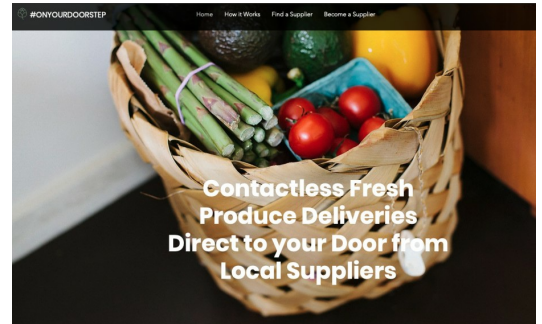 #ONYOURDOORSTEP
Home How it Works Find a Supplier Become a Supplier
Contactless Fresh
Produce Deliveries
Direct to your Door from
Local Suppliers